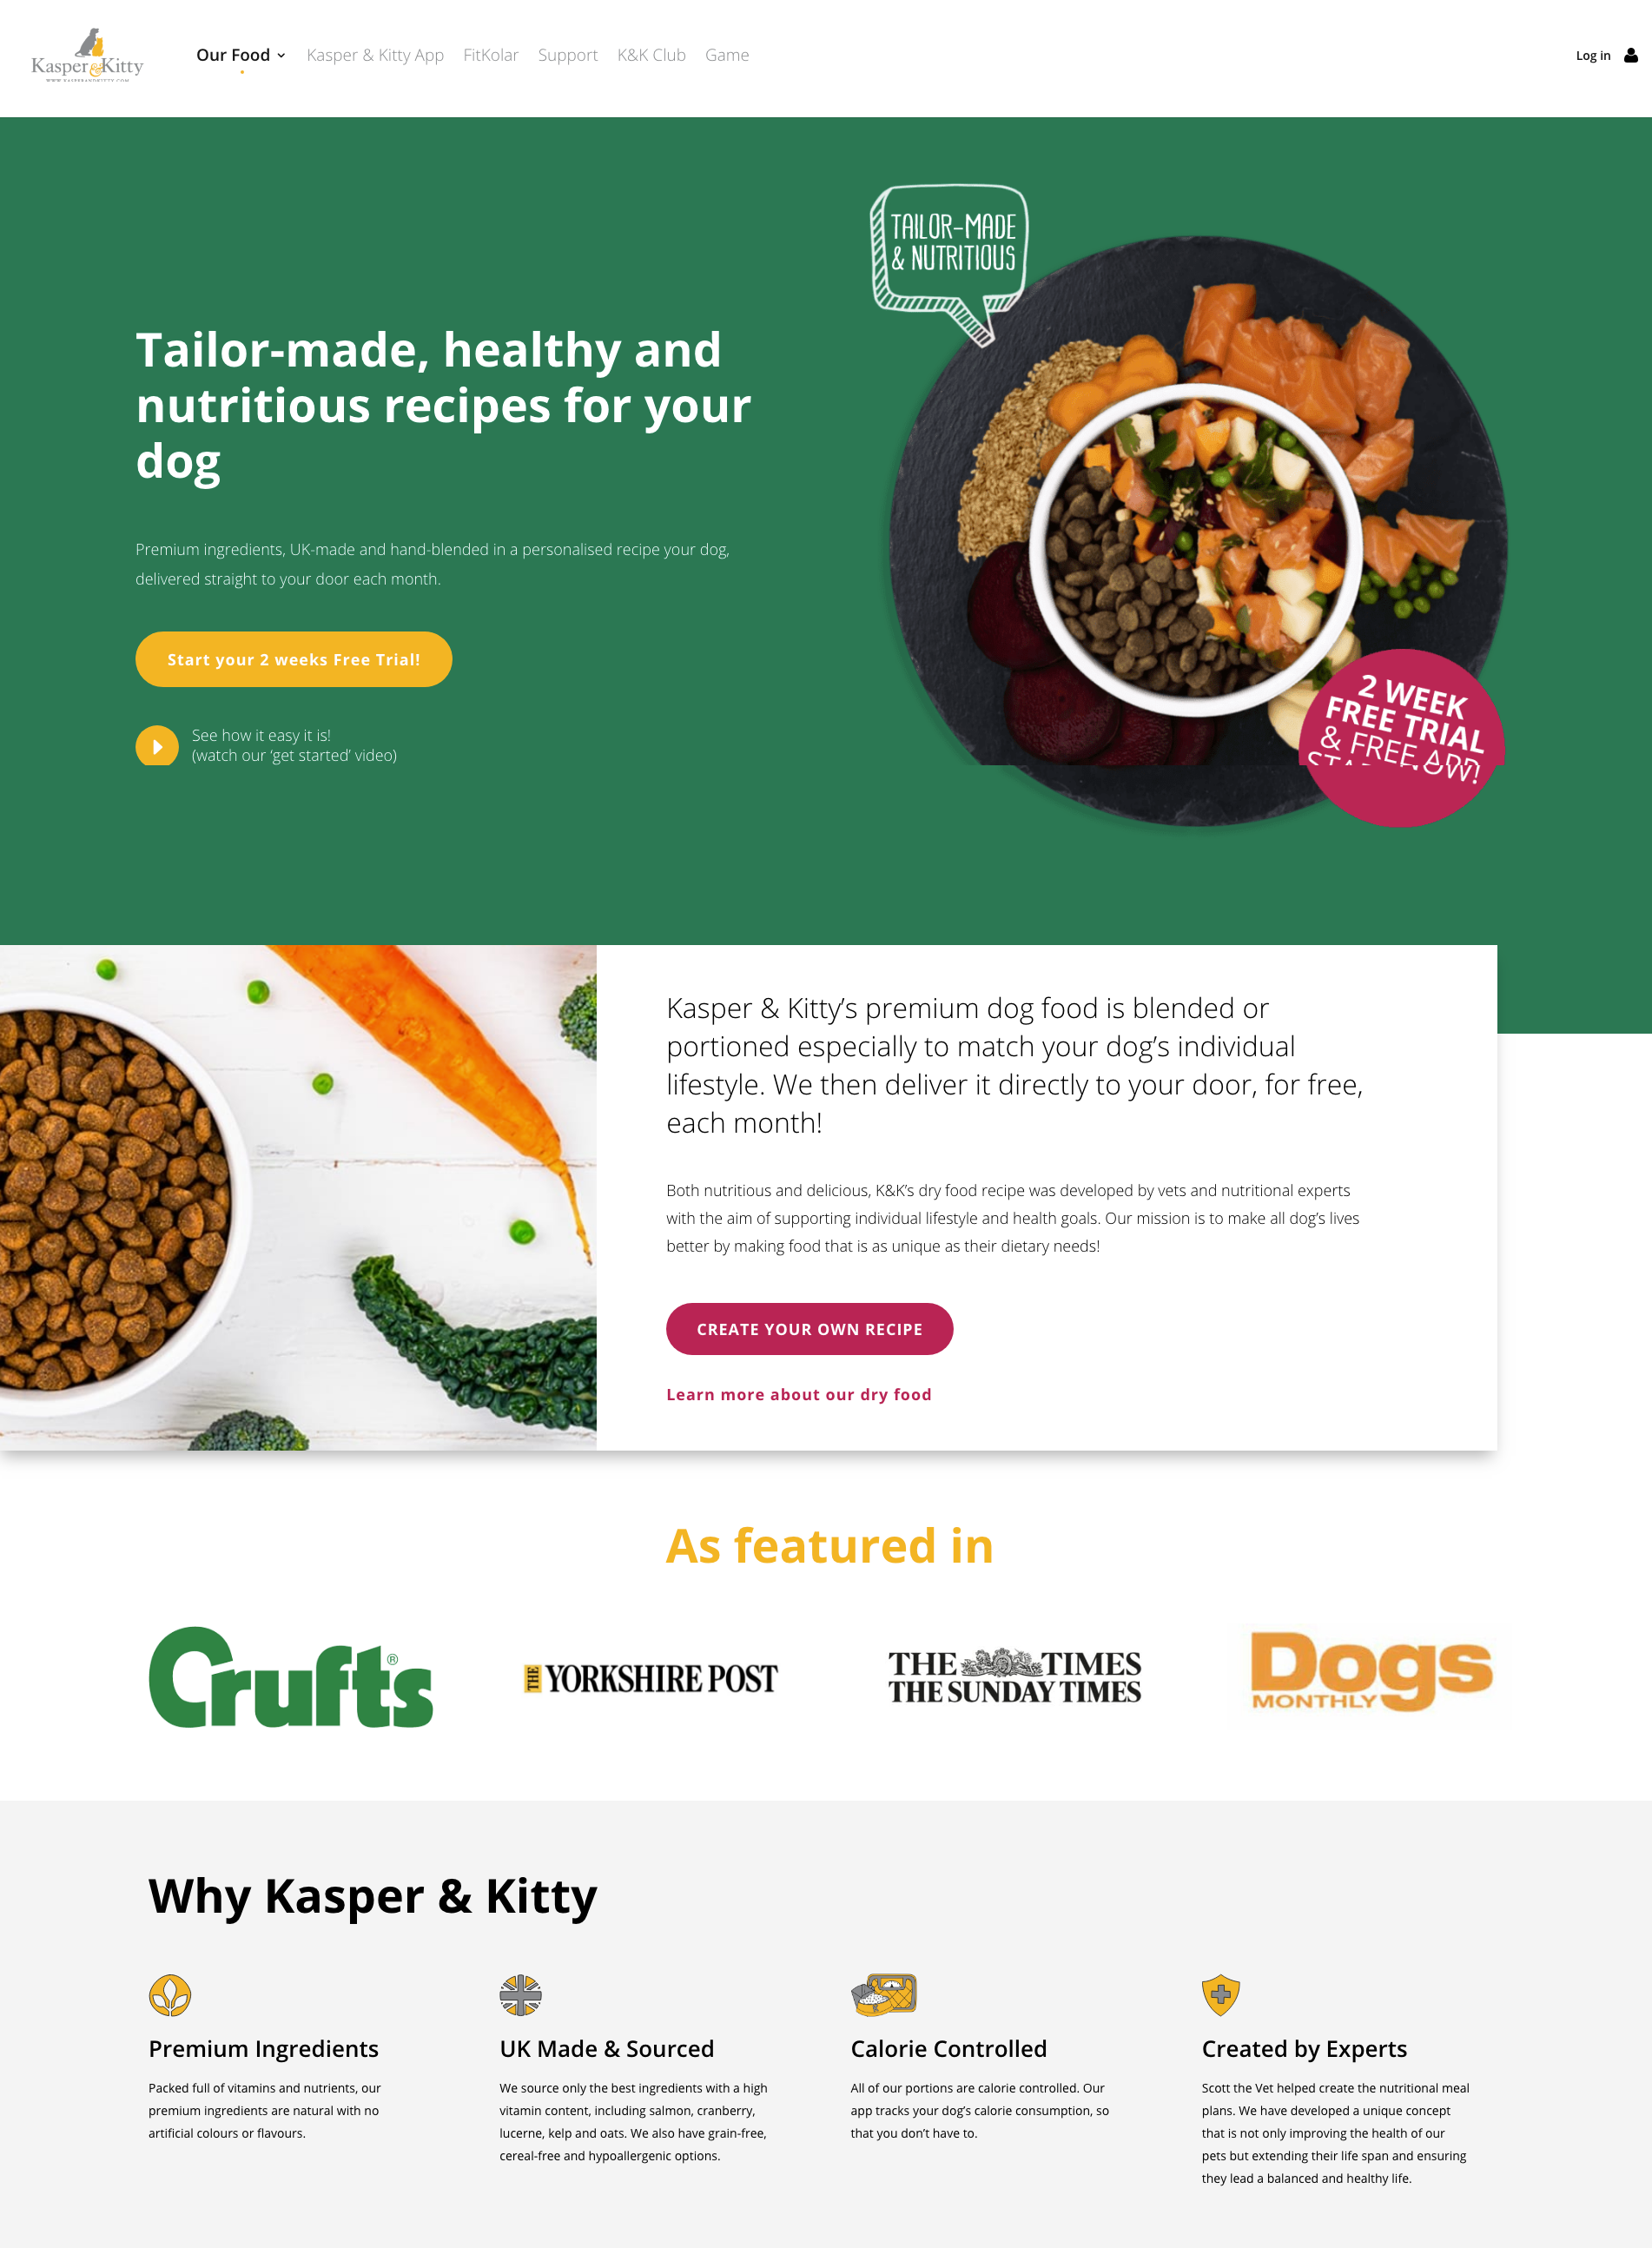 Kasper & Kitty
WWW.KASPERANDKITTY.COM
Our Food
Kasper & Kitty App
FitKolar
Support
K&K Club
Game
Log in
TAILOR-MADE
& NUTRITIOUS
Tailor-made, healthy and
nutritious recipes for your
dog
Premium ingredients, UK-made and hand-blended in a personalised recipe your dog,
delivered straight to your door each month.
Start your 2 weeks Free Trial!
See how it easy it is!
(watch our ‘get started’ video)
2 WEEK
FREE TRIAL
& FREE APP
Kasper & Kitty’s premium dog food is blended or
portioned especially to match your dog’s individual
lifestyle. We then deliver it directly to your door, for free,
each month!
Both nutritious and delicious, K&K’s dry food recipe was developed by vets and nutritional experts
with the aim of supporting individual lifestyle and health goals. Our mission is to make all dog’s lives
better by making food that is as unique as their dietary needs!
CREATE YOUR OWN RECIPE
Learn more about our dry food
As featured in
Crufts®
THE YORKSHIRE POST
THE TIMES
THE SUNDAY TIMES
Dogs
MONTHLY
Why Kasper & Kitty
Premium Ingredients
Packed full of vitamins and nutrients, our
premium ingredients are natural with no
artificial colours or flavours.
UK Made & Sourced
We source only the best ingredients with a high
vitamin content, including salmon, cranberry,
lucerne, kelp and oats. We also have grain-free,
cereal-free and hypoallergenic options.
Calorie Controlled
All of our portions are calorie controlled. Our
app tracks your dog’s calorie consumption, so
that you don’t have to.
Created by Experts
Scott the Vet helped create the nutritional meal
plans. We have developed a unique concept
that is not only improving the health of our
pets but extending their life span and ensuring
they lead a balanced and healthy life.